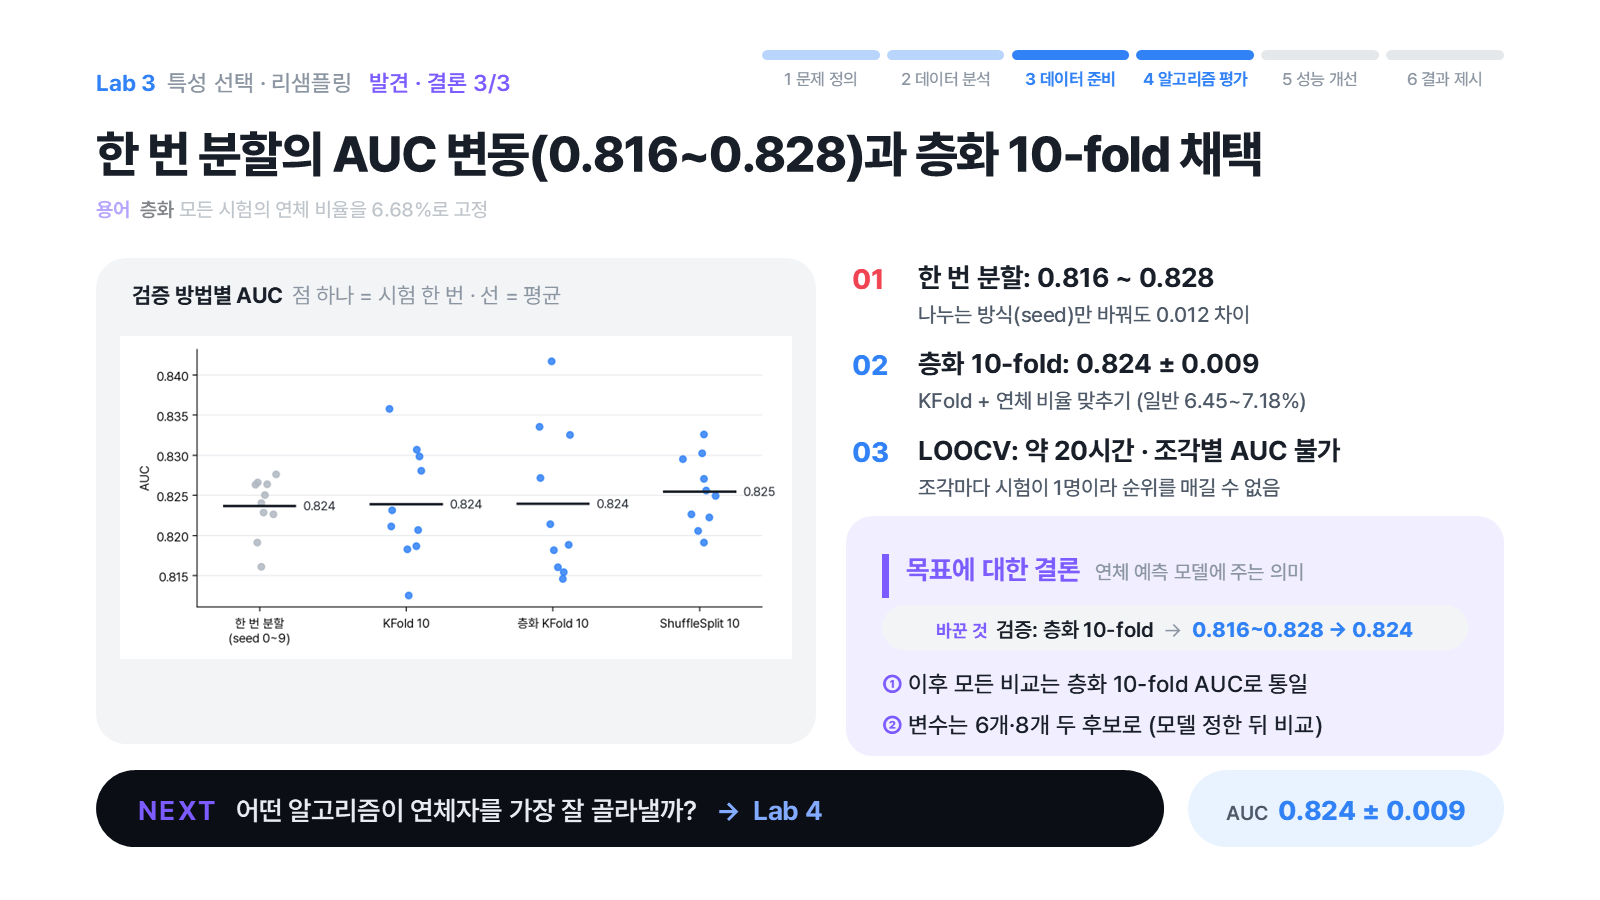 Lab 3 특성 선택 · 리샘플링 발견 · 결론 3/3
1 문제 정의
2 데이터 분석
3 데이터 준비
4 알고리즘 평가
5 성능 개선
6 결과 제시
한 번 분할의 AUC 변동(0.816~0.828)과 층화 10-fold 채택
용어 층화 모든 시험의 연체 비율을 6.68%로 고정
검증 방법별 AUC 점 하나 = 시험 한 번 · 선 = 평균
AUC
0.840
0.835
0.830
0.825
0.820
0.815
0.824
0.824
0.824
0.825
한 번 분할
(seed 0~9)
KFold 10
층화 KFold 10
ShuffleSplit 10
01 한 번 분할: 0.816 ~ 0.828
나누는 방식(seed)만 바꿔도 0.012 차이
02 층화 10-fold: 0.824 ± 0.009
KFold + 연체 비율 맞추기 (일반 6.45~7.18%)
03 LOOCV: 약 20시간 · 조각별 AUC 불가
조각마다 시험이 1명이라 순위를 매길 수 없음
목표에 대한 결론 연체 예측 모델에 주는 의미
바꾼 것 검증: 층화 10-fold → 0.816~0.828 → 0.824
① 이후 모든 비교는 층화 10-fold AUC로 통일
② 변수는 6개·8개 두 후보로 (모델 정한 뒤 비교)
NEXT 어떤 알고리즘이 연체자를 가장 잘 골라낼까? → Lab 4
AUC 0.824 ± 0.009